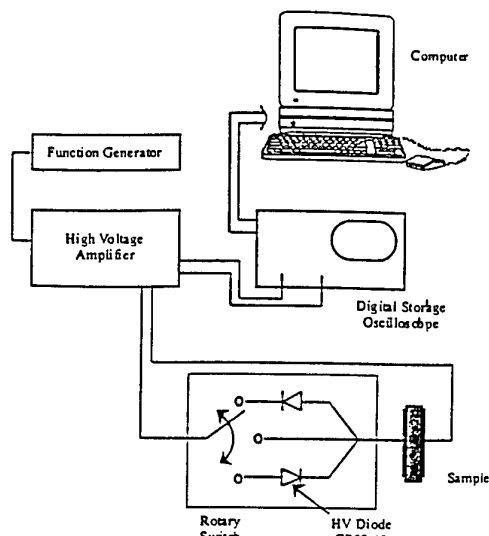 Computer
Function Generator
High Voltage
Amplifier
Digital Storage
Oscilloscope
Sample
Rotary
HV Diode